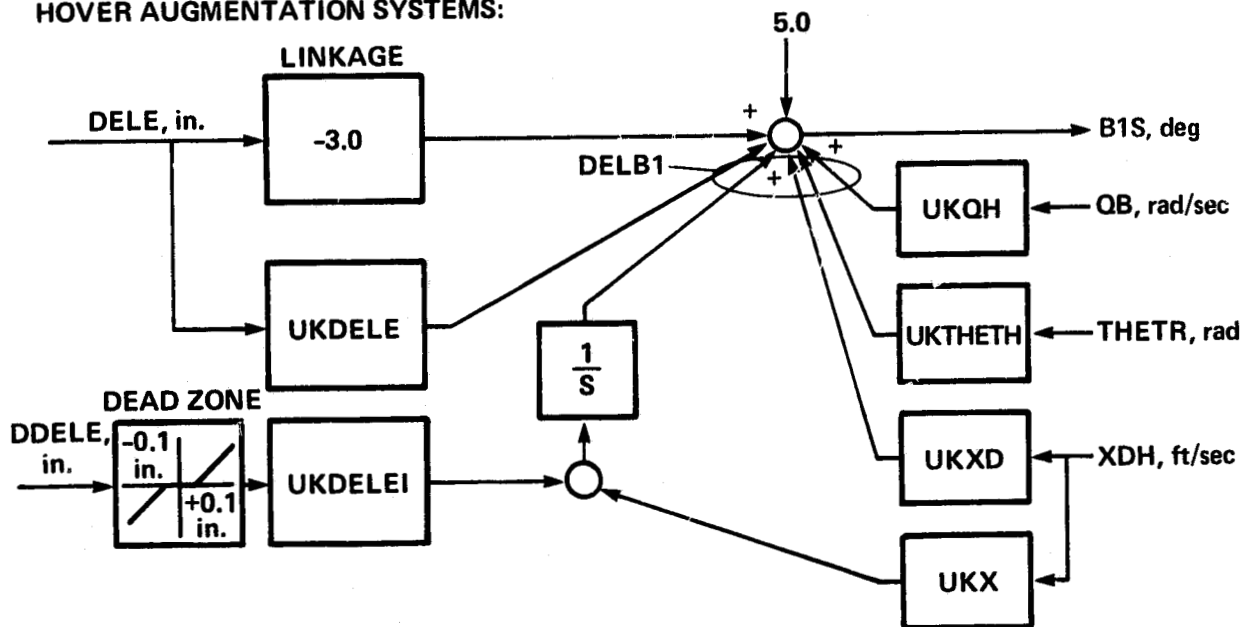 HOVER AUGMENTATION SYSTEMS:
5.0
LINKAGE
DELE, in.
-3.0
+
+
B1S, deg
DELB1
+
UKQH
QB, rad/sec
UKDELE
1
S
UKTHETH
THETR, rad
DEAD ZONE
DDELE,
in.
-0.1
in.
+0.1
in.
UKDELEI
UKXD
XDH, ft/sec
UKX